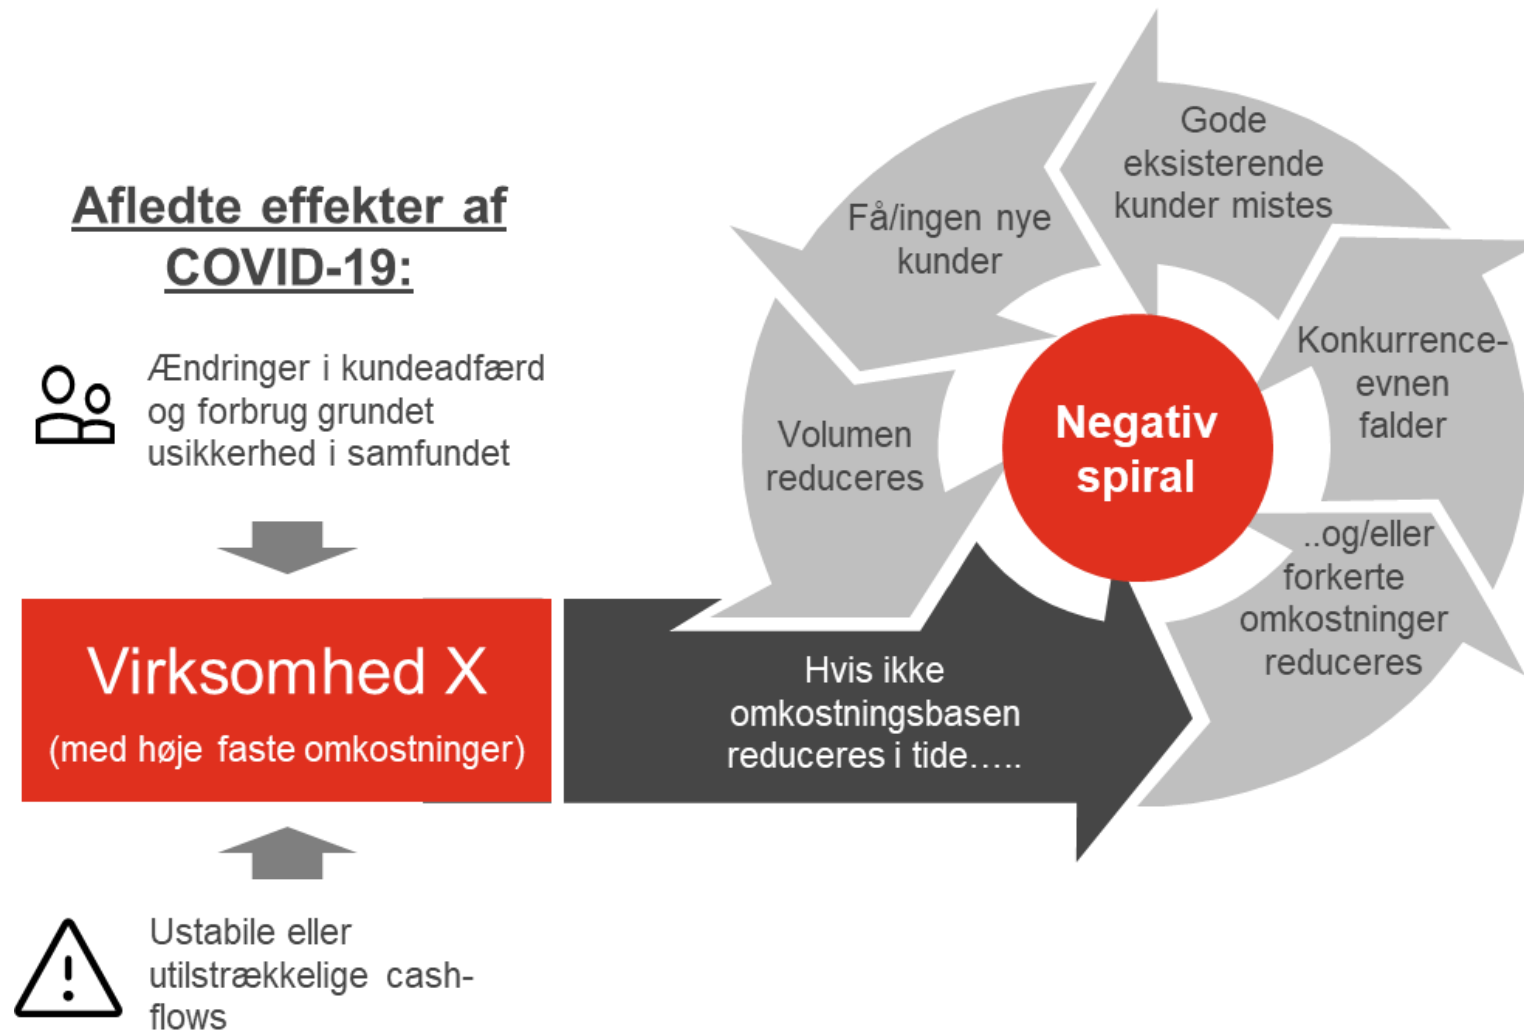 Afledte effekter af
COVID-19:
Ændringer i kundeadfærd
og forbrug grundet
usikkerhed i samfundet
Virksomhed X
(med høje faste omkostninger)
Ustabile eller
utilstrækkelige cash-
flows
Hvis ikke
omkostningsbasen
reduceres i tide.....
..og/eller
forkerte
omkostninger
reduceres
Konkurrence-
evnen
falder
Gode
eksisterende
kunder mistes
Få/ingen nye
kunder
Volumen
reduceres
Negativ
spiral